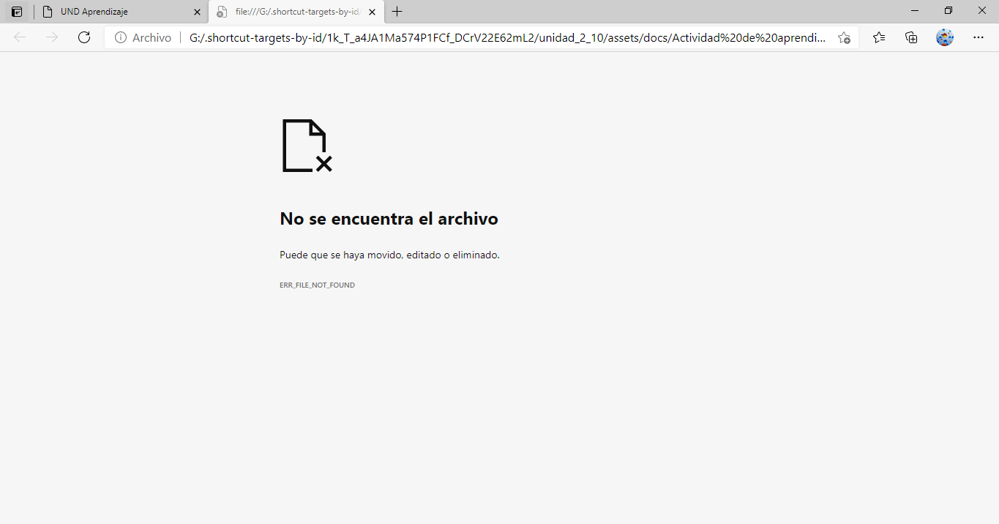 UND Aprendizaje
file:///G:/.shortcut-targets-by-id/
Archivo
G:/.shortcut-targets-by-id/1k_T_a4JA1Ma574P1FCf_DCrV22E62mL2/unidad_2_10/assets/docs/Actividad%20de%20aprendi...
No se encuentra el archivo
Puede que se haya movido, editado o eliminado.
ERR_FILE_NOT_FOUND